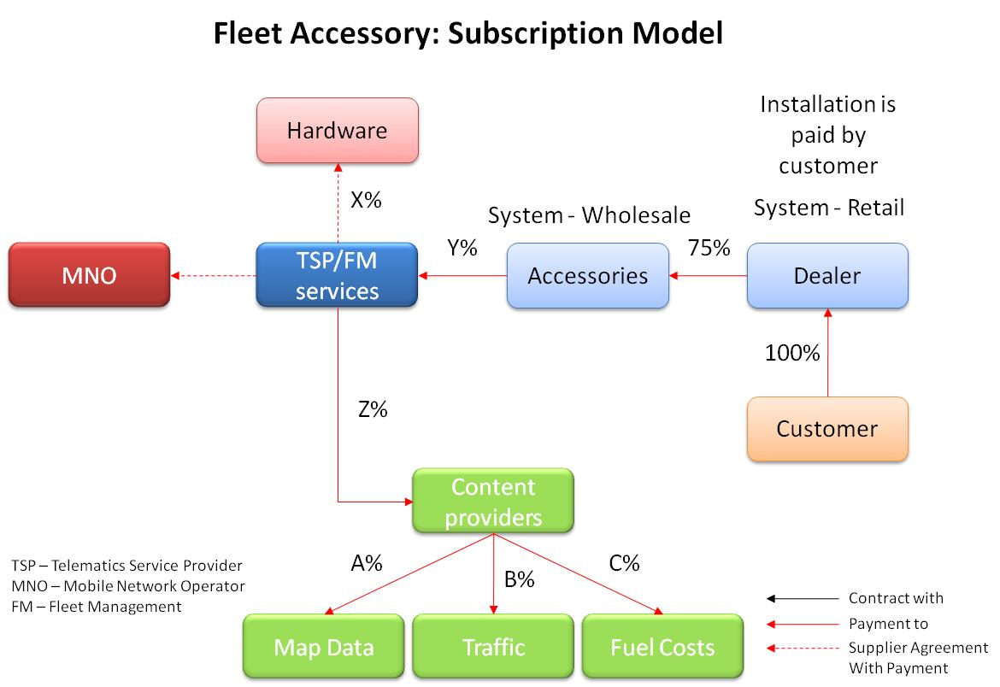 Fleet Accessory: Subscription Model
Installation is
paid by
customer
Hardware
X%
System - Wholesale
System - Retail
MNO
TSP/FM
services
Y%
Accessories
75%
Dealer
100%
Customer
Z%
Content
providers
A%
B%
C%
Map Data
Traffic
Fuel Costs
TSP – Telematics Service Provider
MNO – Mobile Network Operator
FM – Fleet Management
Contract with
Payment to
Supplier Agreement
With Payment